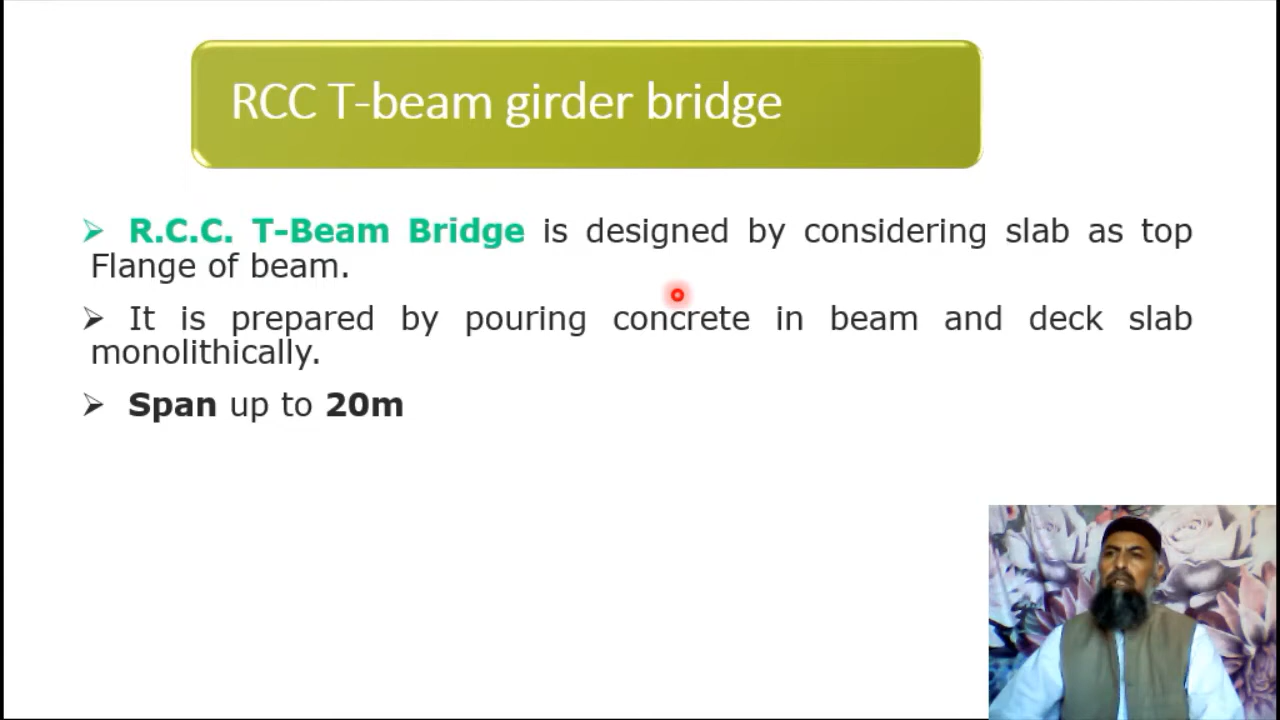 RCC T-beam girder bridge
➢ R.C.C. T-Beam Bridge is designed by considering slab as top
Flange of beam.
➢ It is prepared by pouring concrete in beam and deck slab
monolithically.
➢ Span up to 20m